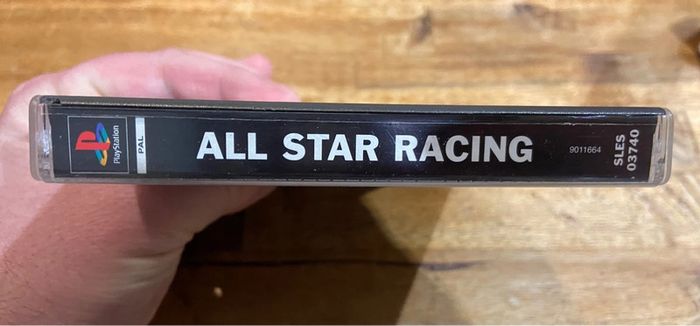 PlayStation
PAL
ALL STAR RACING
9011664
SLES
03740